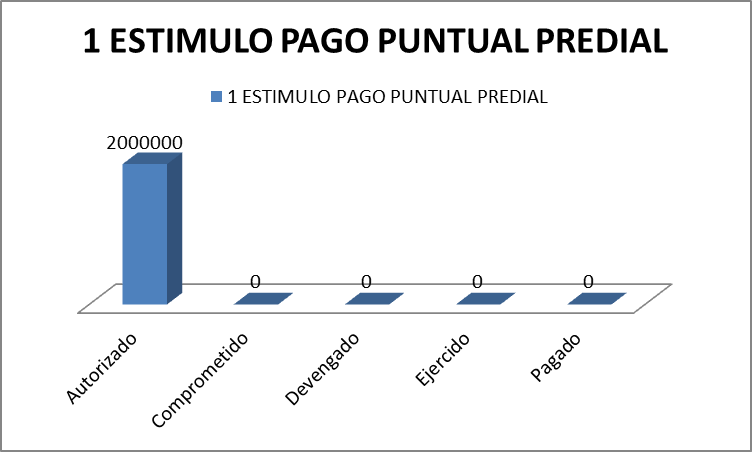 1 ESTIMULO PAGO PUNTUAL PREDIAL
1 ESTIMULO PAGO PUNTUAL PREDIAL
2000000
0
0
0
0
Autorizado
Comprometido
Devengado
Ejercido
Pagado